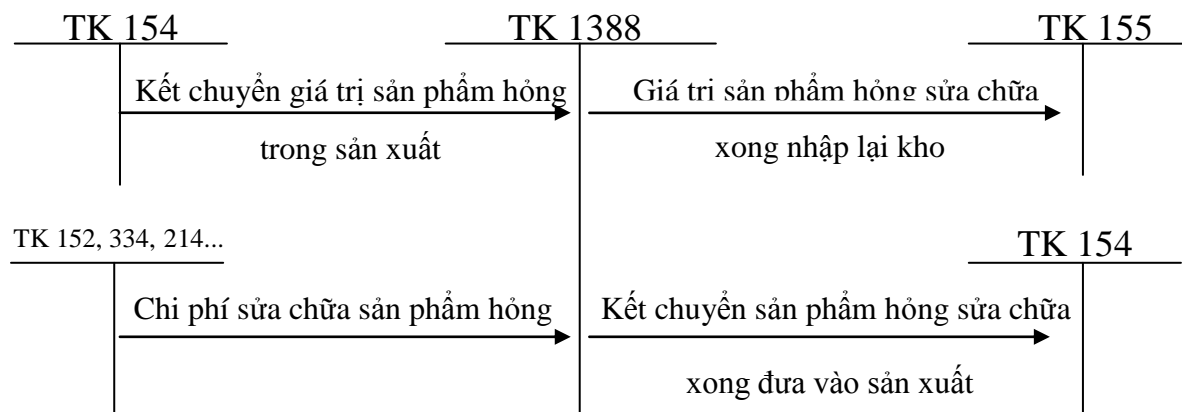 TK 154
TK 1388
TK 155
Kết chuyển giá trị sản phẩm hỏng
Giá trị sản phẩm hỏng sửa chữa
trong sản xuất
xong nhập lại kho
TK 152, 334, 214...
TK 154
Chi phí sửa chữa sản phẩm hỏng
Kết chuyển sản phẩm hỏng sửa chữa
xong đưa vào sản xuất